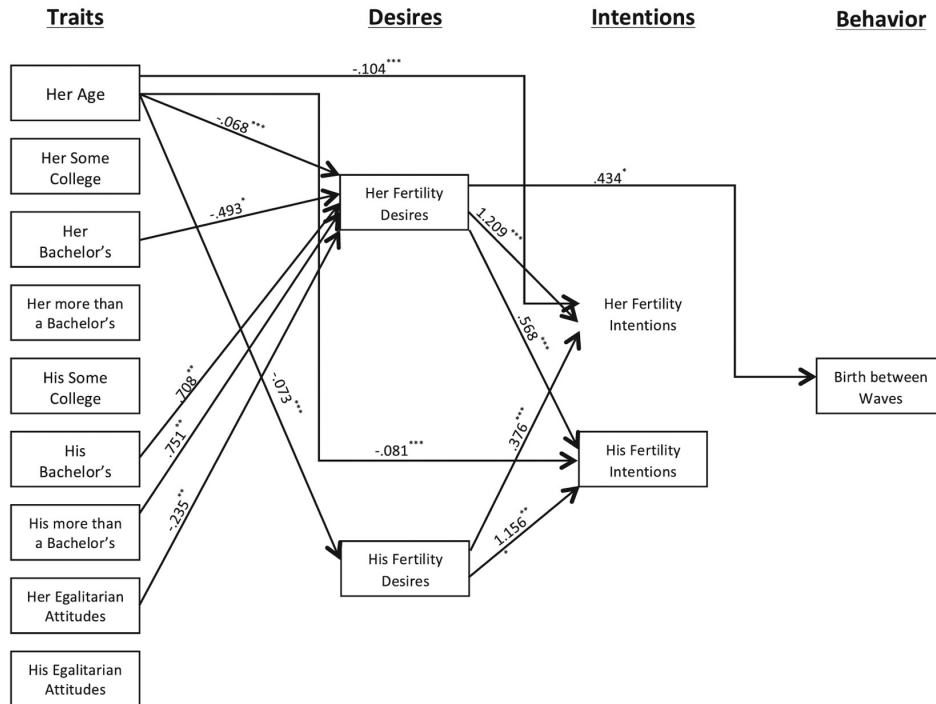 Traits
Desires
Intentions
Behavior
Her Age
Her Some
College
Her
Bachelor's
Her more than
a Bachelor's
His Some
College
His
Bachelor's
His more than
a Bachelor's
Her Egalitarian
Attitudes
His Egalitarian
Attitudes
-.104***
-.068***
-.493*
.708**
.751**
-.235**
-.073***
-.081***
Her Fertility
Desires
His Fertility
Desires
.434*
1.209***
.568***
.376***
1.156**
*
Her Fertility
Intentions
His Fertility
Intentions
Birth between
Waves